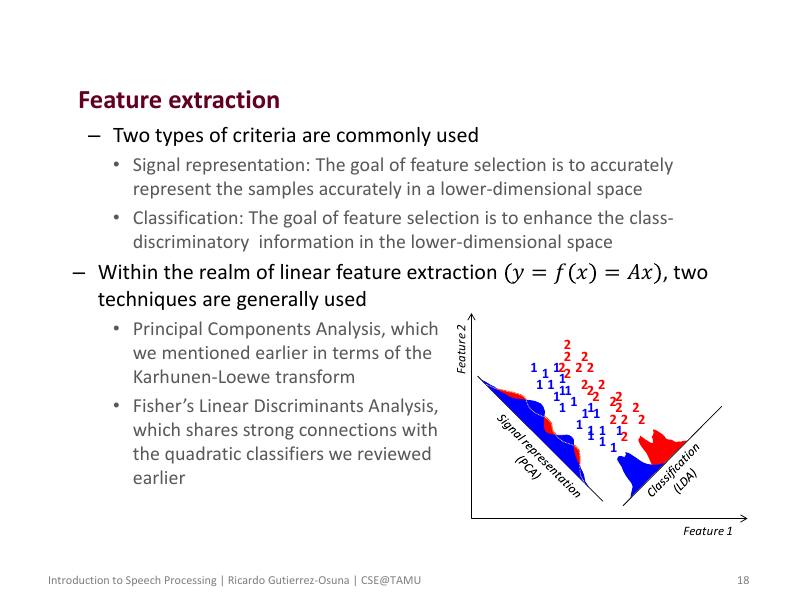 Feature extraction
– Two types of criteria are commonly used
• Signal representation: The goal of feature selection is to accurately
represent the samples accurately in a lower-dimensional space
• Classification: The goal of feature selection is to enhance the class-
discriminatory information in the lower-dimensional space
– Within the realm of linear feature extraction (𝑦 = 𝑓(𝑥) = 𝐴𝑥), two
techniques are generally used
• Principal Components Analysis, which
we mentioned earlier in terms of the
Karhunen-Loewe transform
• Fisher’s Linear Discriminants Analysis,
which shares strong connections with
the quadratic classifiers we reviewed
earlier
Feature 2
Signal representation
(PCA)
Classification
(LDA)
Feature 1
Introduction to Speech Processing | Ricardo Gutierrez-Osuna | CSE@TAMU
18